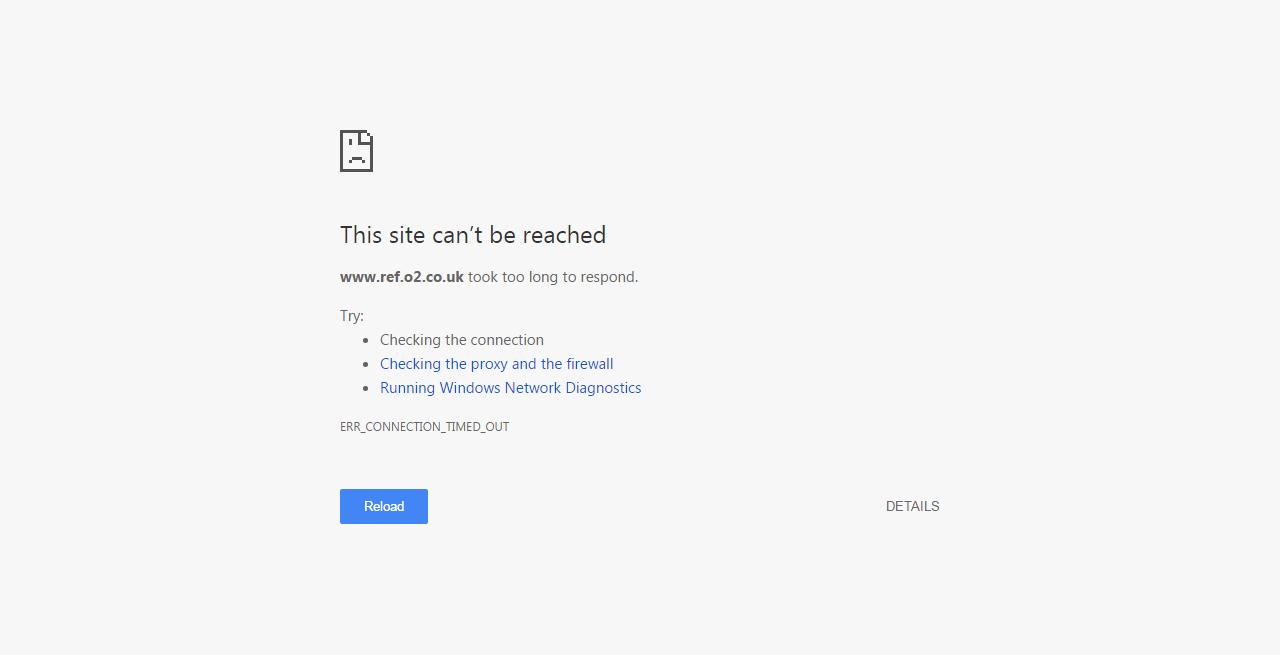 This site can’t be reached
www.ref.o2.co.uk took too long to respond.
Try:
Checking the connection
Checking the proxy and the firewall
Running Windows Network Diagnostics
ERR_CONNECTION_TIMED_OUT
Reload
DETAILS